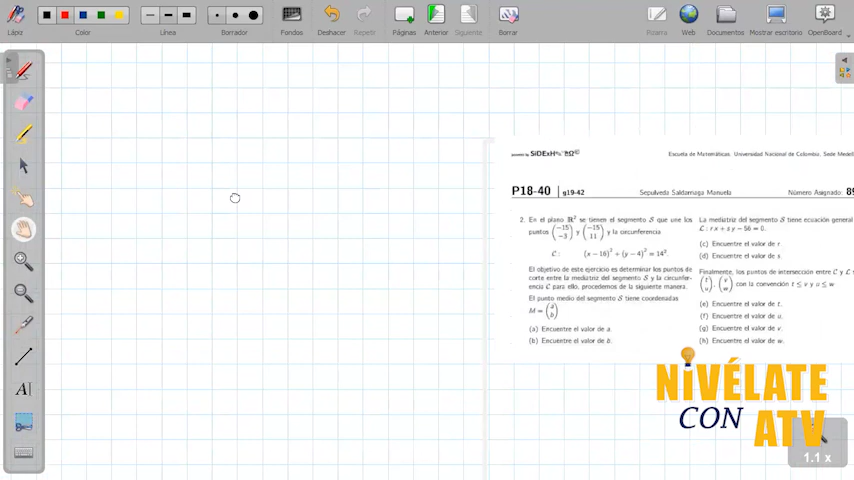 Lápiz
Color
Línea
Borrador
Fondos
Deshacer
Repetir
Páginas
Anterior
Siguiente
Borrar
Pizarra
Web
Documentos
Mostrar escritorio
OpenBoard
Escuela de Matemáticas, Universidad Nacional de Colombia, Sede Medell
P18-40 g19-42 Sepulveda Saldarriaga Manuela Número Asignado: 89
2. En el plano ℝ² se tienen el segmento S que une los
puntos (−15 −3) y (−15 11) y la circunferencia
C: (x − 16)² + (y − 4)² = 14²
El objetivo de este ejercicio es determinar los puntos de
corte entre la mediatriz del segmento S y la circunferencia
C para ello, procedemos de la siguiente manera.
El punto medio del segmento S tiene coordenadas
M = (a b)
(a) Encuentre el valor de a.
(b) Encuentre el valor de b.
La mediatriz del segmento S tiene ecuación general
L: rx + sy − 56 = 0.
(c) Encuentre el valor de r.
(d) Encuentre el valor de s.
Finalmente, los puntos de intersección entre C y L
(t u), (v w) con la convención t ≤ v y u ≤ w
(e) Encuentre el valor de t.
(f) Encuentre el valor de u.
(g) Encuentre el valor de v.
(h) Encuentre el valor de w.
NIVÉLATE
CON
ATV
A
1.1 x